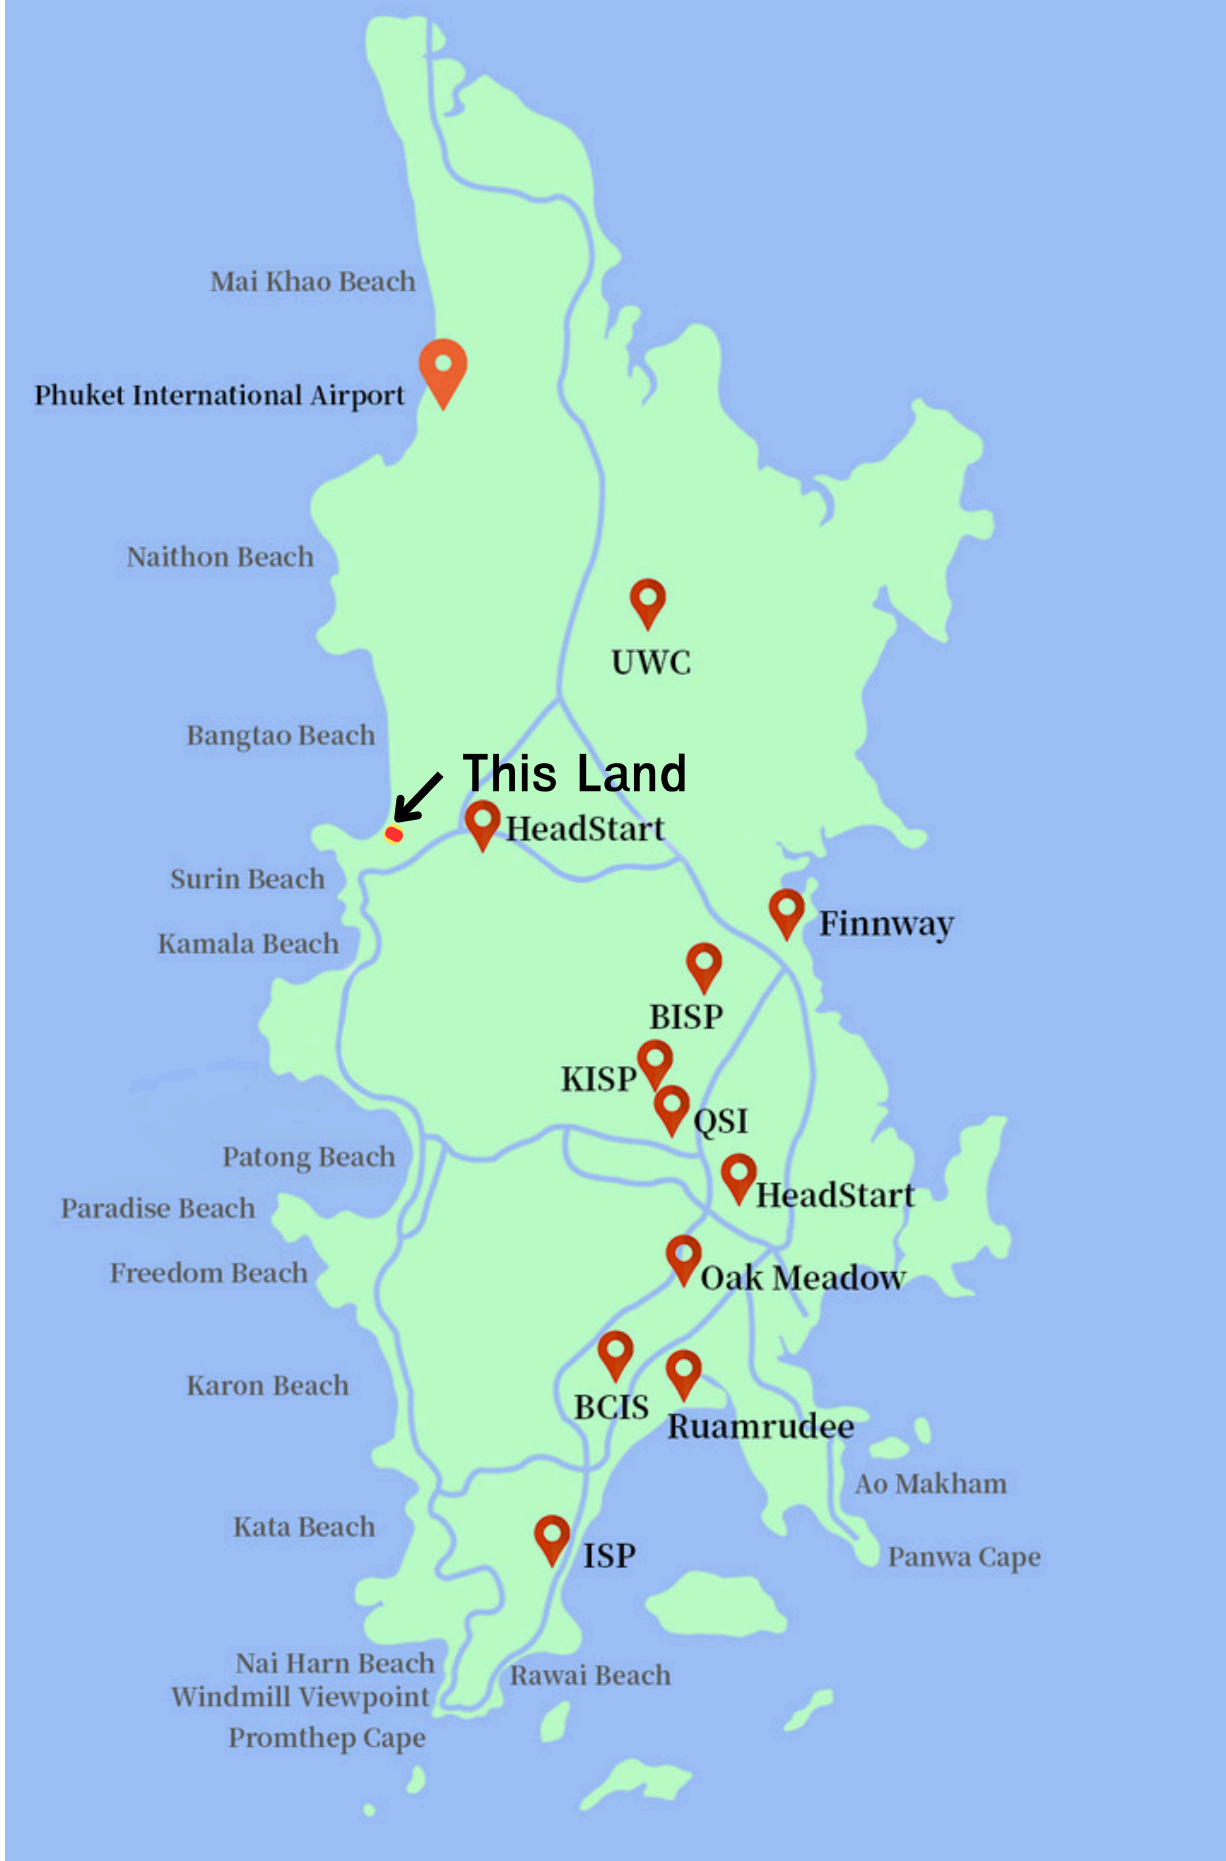 Mai Khao Beach
Phuket International Airport
Naithon Beach
UWC
Bangtao Beach
This Land
HeadStart
Surin Beach
Finnway
Kamala Beach
BISP
KISP
QSI
Patong Beach
HeadStart
Paradise Beach
Freedom Beach
Oak Meadow
Karon Beach
BCIS
Ruamrudee
Ao Makham
Kata Beach
ISP
Panwa Cape
Nai Harn Beach
Rawai Beach
Windmill Viewpoint
Promthep Cape